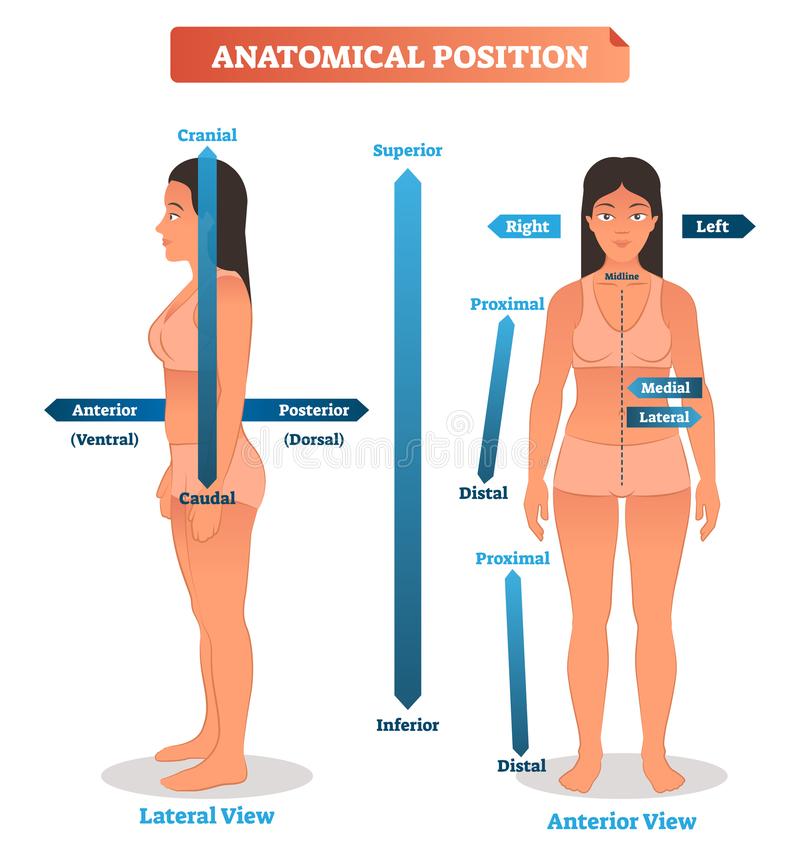 ANATOMICAL POSITION
Cranial
Superior
Right
Left
Midline
Proximal
Medial
Anterior
Posterior
Lateral
(Ventral)
(Dorsal)
dreamstime
Distal
Caudal
Proximal
Inferior
Distal
Lateral View
Anterior View